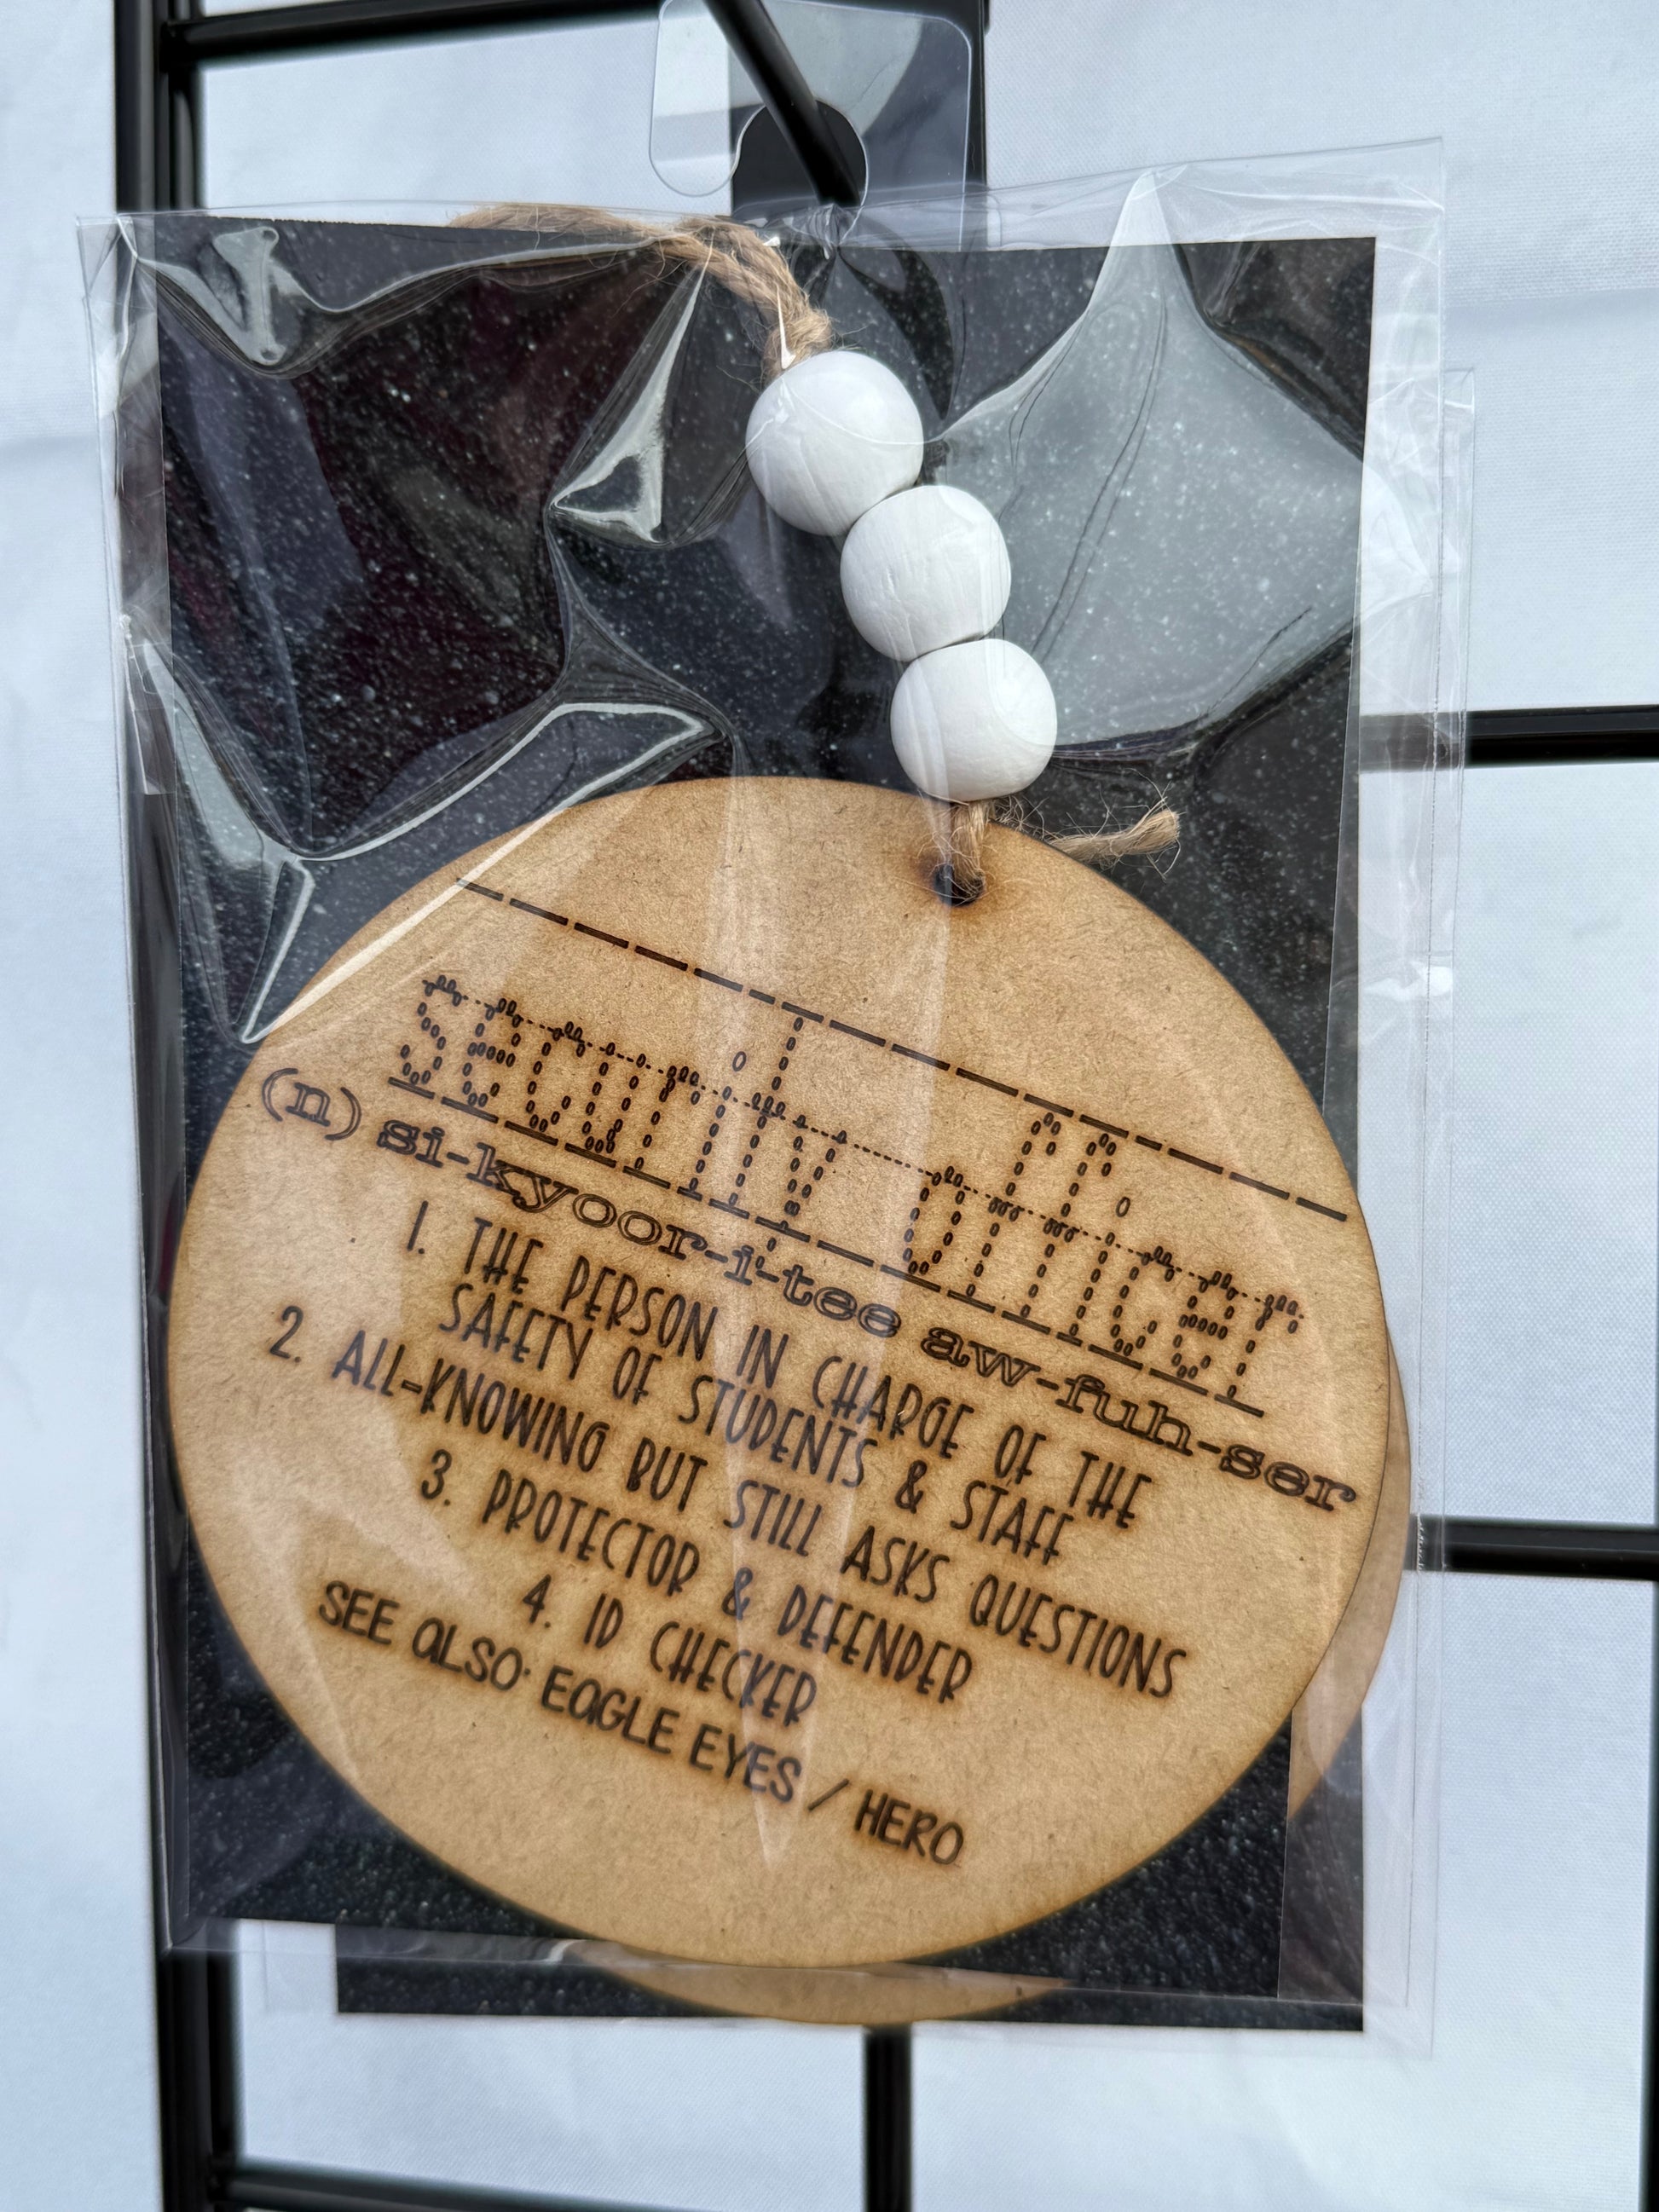 security officer
(n) si-kyoor-i-tee aw-fuh-ser
1. THE PERSON IN CHARGE OF THE
SAFETY OF STUDENTS & STAFF
2. ALL-KNOWING BUT STILL ASKS QUESTIONS
3. PROTECTOR & DEFENDER
4. ID CHECKER
SEE ALSO: EAGLE EYES / HERO